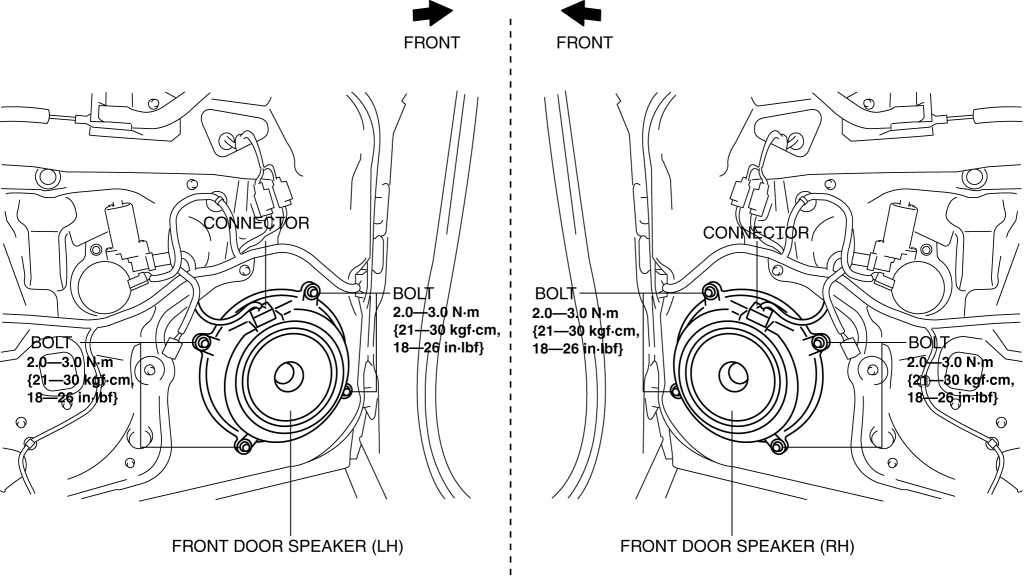 FRONT
FRONT
CONNECTOR
BOLT
2.0—3.0 N·m
{21—30 kgf·cm,
18—26 in·lbf}
BOLT
2.0—3.0 N·m
{21—30 kgf·cm,
18—26 in·lbf}
FRONT DOOR SPEAKER (LH)
CONNECTOR
BOLT
2.0—3.0 N·m
{21—30 kgf·cm,
18—26 in·lbf}
BOLT
2.0—3.0 N·m
{21—30 kgf·cm,
18—26 in·lbf}
FRONT DOOR SPEAKER (RH)